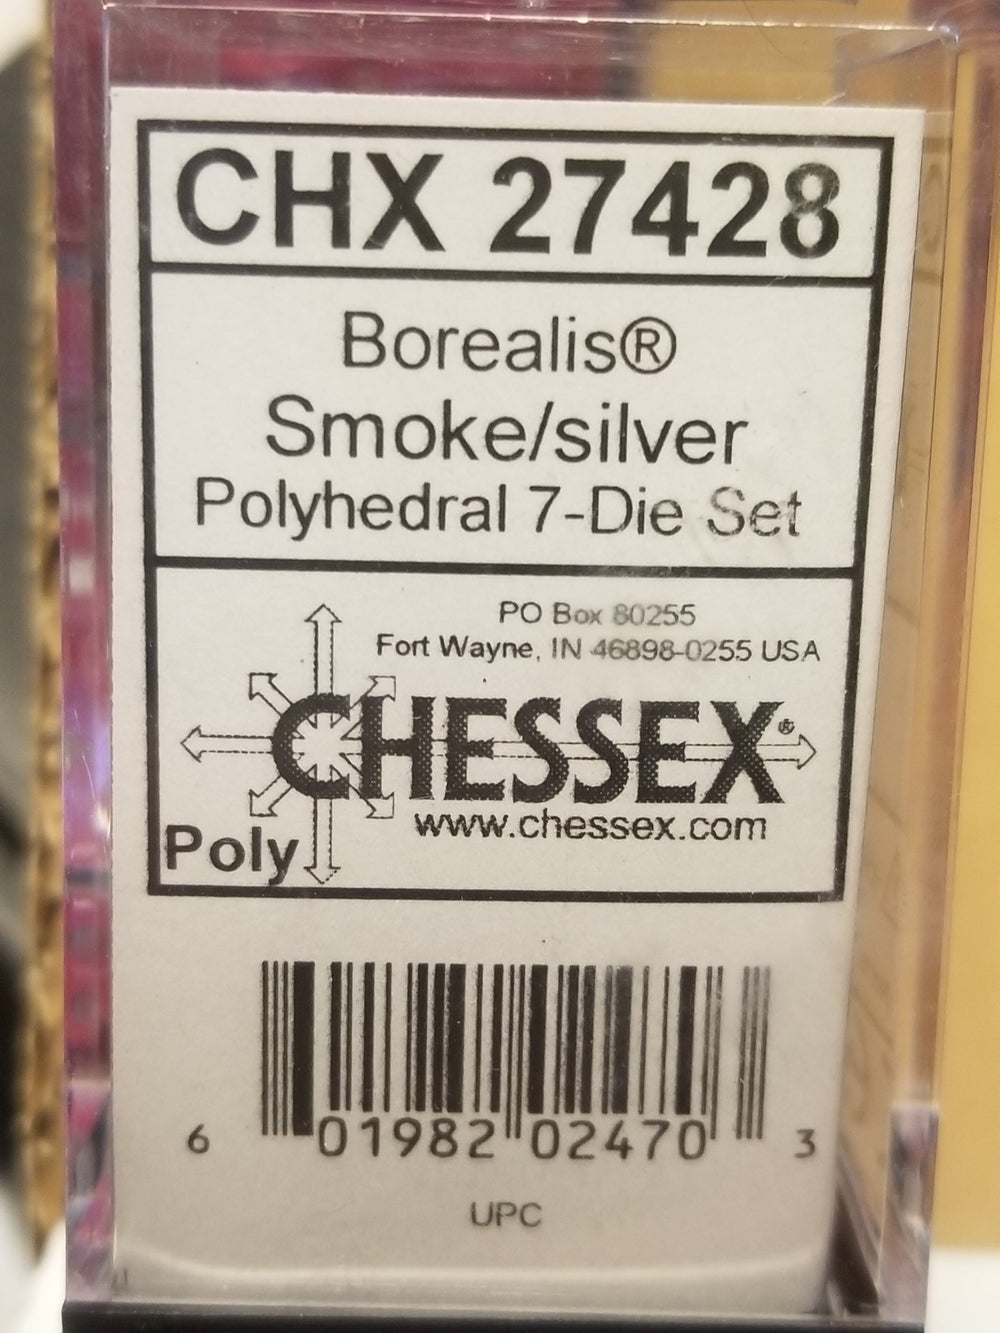 CHX 27428
Borealis®
Smoke/silver
Polyhedral 7-Die Set
PO Box 80255
Fort Wayne, IN 46898-0255 USA
CHESSEX®
www.chessex.com
Poly
6 01982 02470 3
UPC